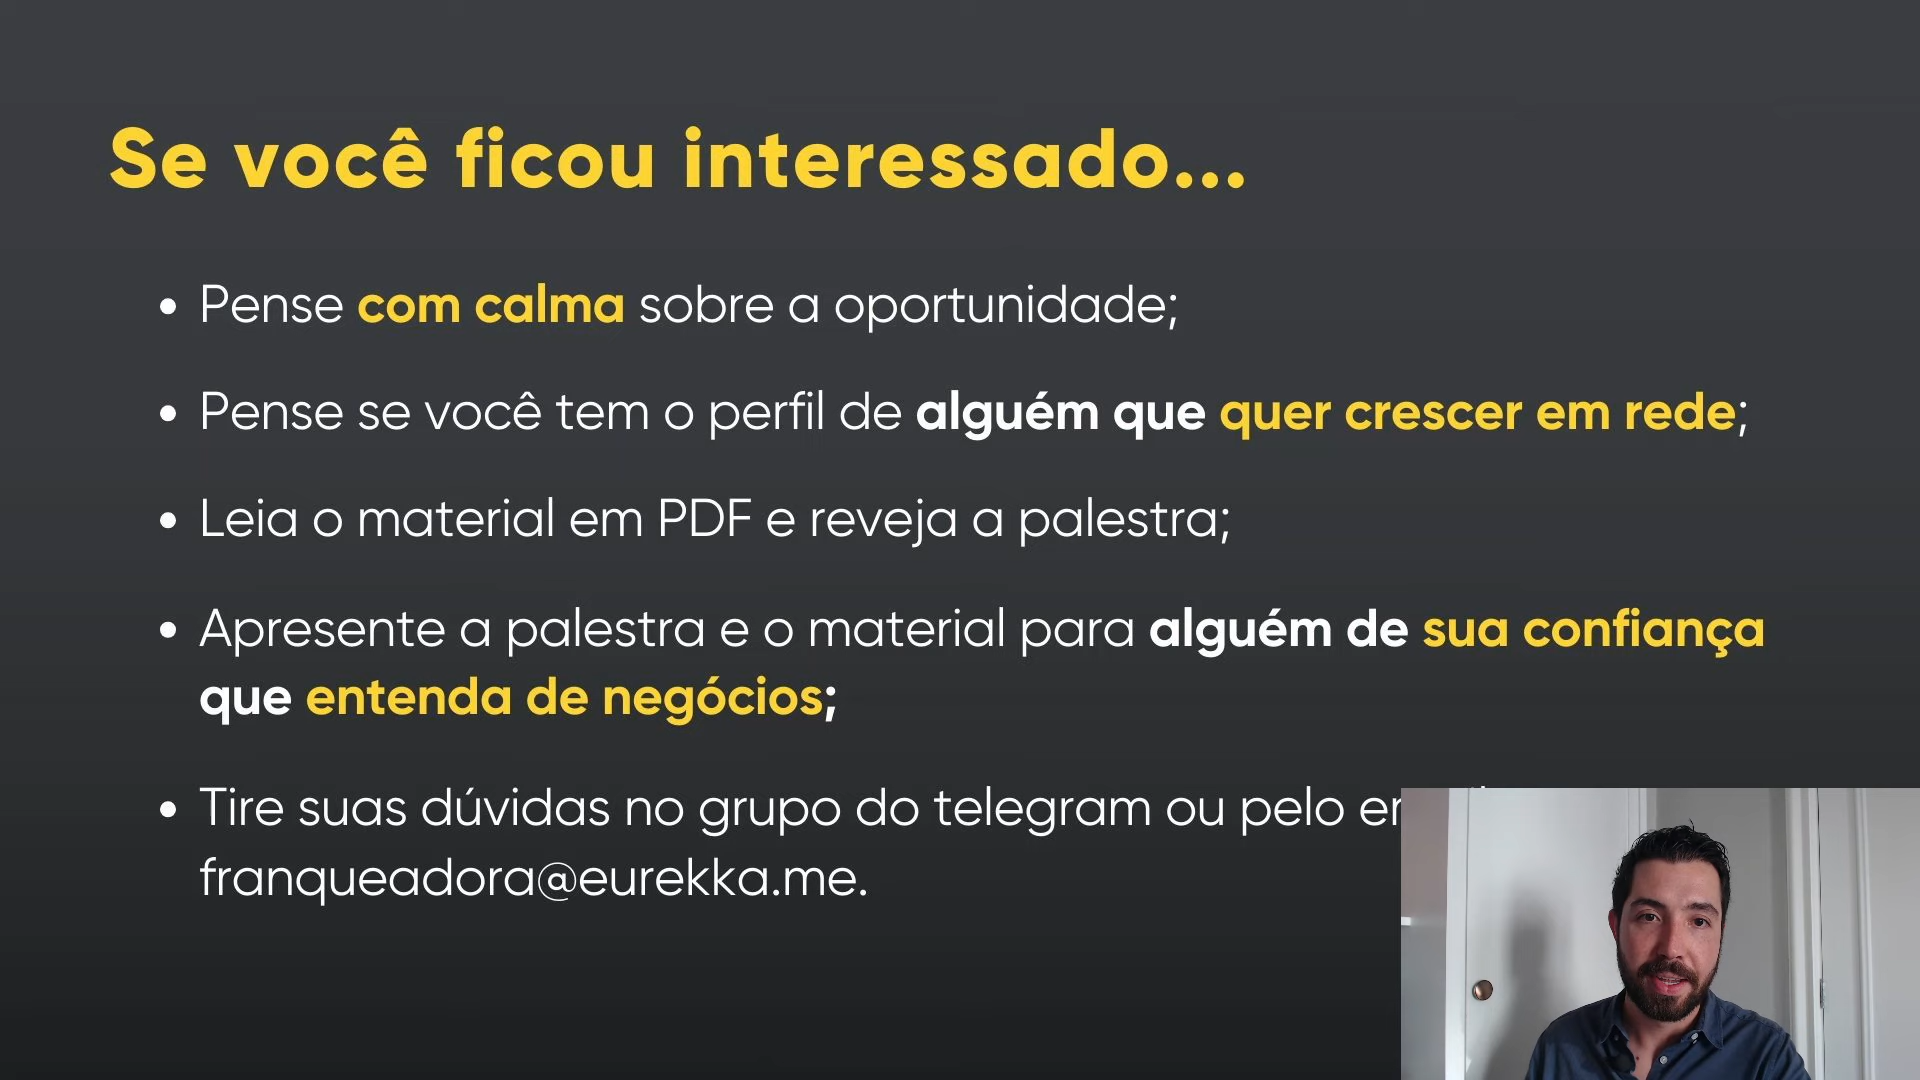 Se você ficou interessado...
• Pense com calma sobre a oportunidade;
• Pense se você tem o perfil de alguém que quer crescer em rede;
• Leia o material em PDF e reveja a palestra;
• Apresente a palestra e o material para alguém de sua confiança
que entenda de negócios;
• Tire suas dúvidas no grupo do telegram ou pelo
franqueadora@eurekka.me.